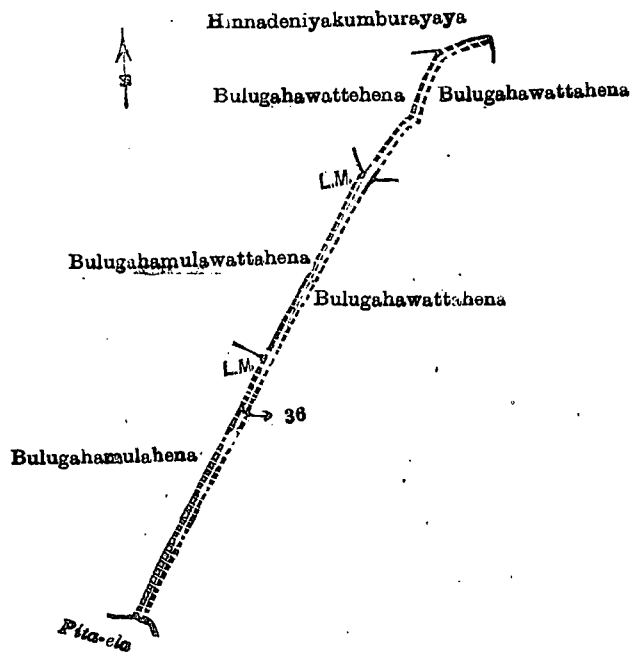 Hinnadeniyakumburayaya
Bulugahawattehena
Bulugahawattahena
L.M.
Bulugahamulawattahena
Bulugahawattahena
L.M.
36
Bulugahamulahena
Pita-ela